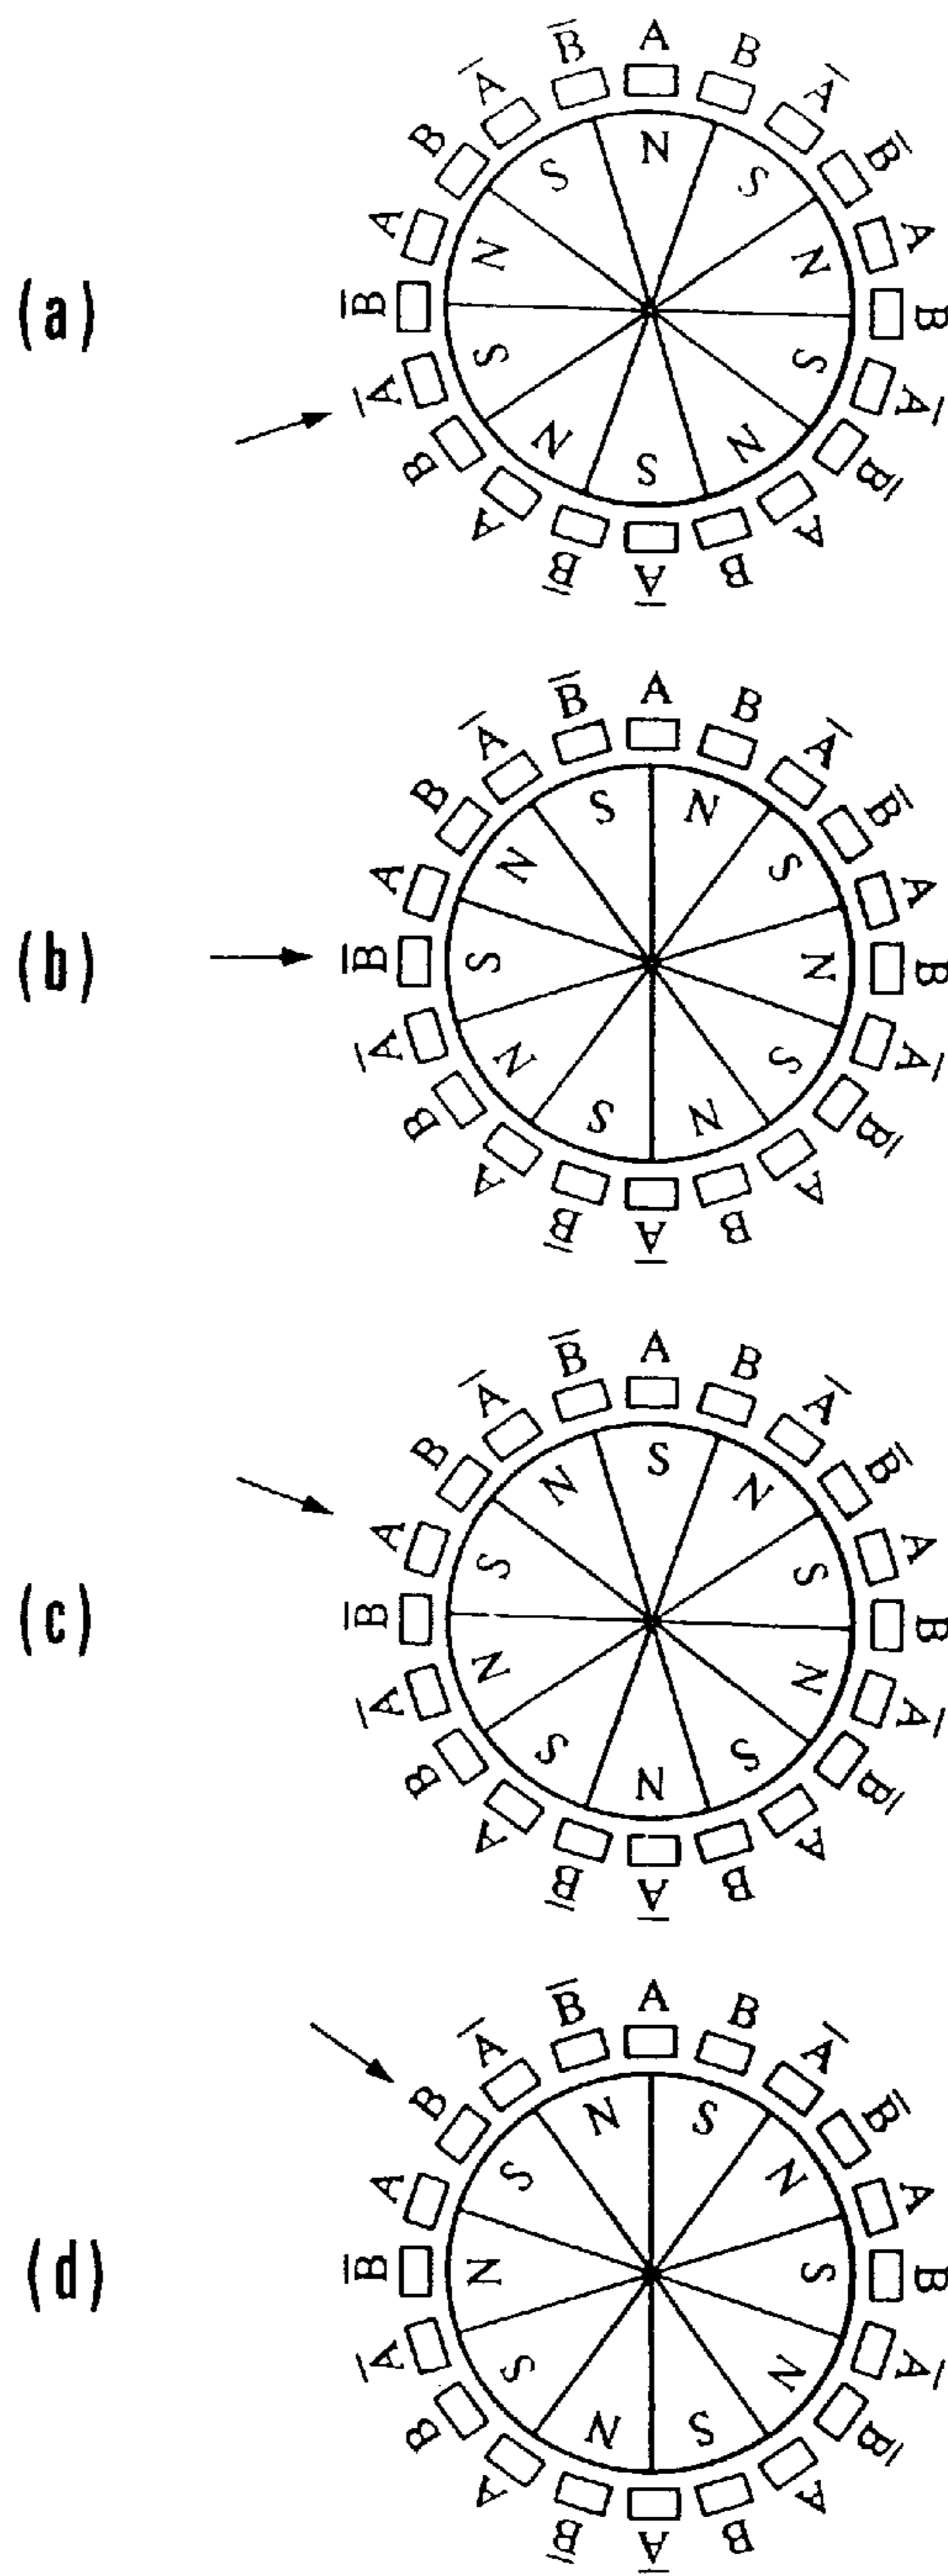 (a)
A B Ā B̄ A B Ā B̄ A B Ā B̄ A B Ā B̄ A B Ā B̄
N S N S N S N S N S
(b)
A B Ā B̄ A B Ā B̄ A B Ā B̄ A B Ā B̄ A B Ā B̄
N S N S N S N S N S
(c)
A B Ā B̄ A B Ā B̄ A B Ā B̄ A B Ā B̄ A B Ā B̄
S N S N S N S N S N
(d)
A B Ā B̄ A B Ā B̄ A B Ā B̄ A B Ā B̄ A B Ā B̄
S N S N S N S N S N